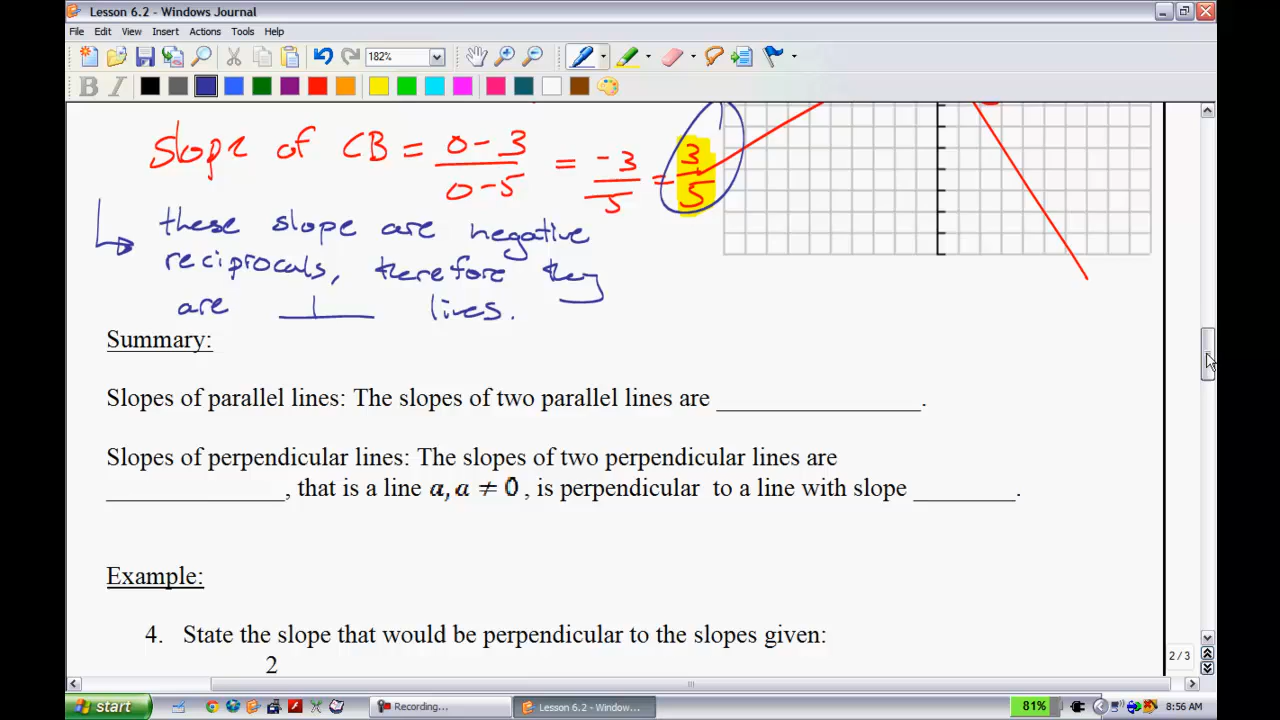 Lesson 6.2 - Windows Journal
File Edit View Insert Actions Tools Help
182%
B I
slope of CB = 0-3 / 0-5 = -3 / 5 = 3 / 5
these slope are negative
reciprocals, therefore they
are ⊥ lives.
Summary:
Slopes of parallel lines: The slopes of two parallel lines are _________________.
Slopes of perpendicular lines: The slopes of two perpendicular lines are
_______________, that is a line a, a ≠ 0, is perpendicular to a line with slope _________.
Example:
4. State the slope that would be perpendicular to the slopes given:
2
2 / 3
start Recording... Lesson 6.2 - Window... 81% 8:56 AM